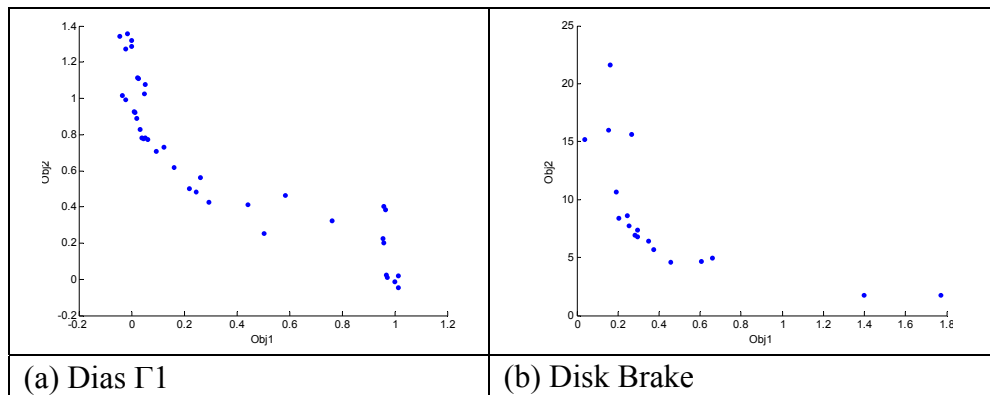 1.4
1.2
1
0.8
0.6
0.4
0.2
0
-0.2
Obj2
-0.2 0 0.2 0.4 0.6 0.8 1 1.2
Obj1
25
20
15
10
5
0
Obj2
0 0.2 0.4 0.6 0.8 1 1.2 1.4 1.6 1.8
Obj1
(a) Dias Γ1
(b) Disk Brake